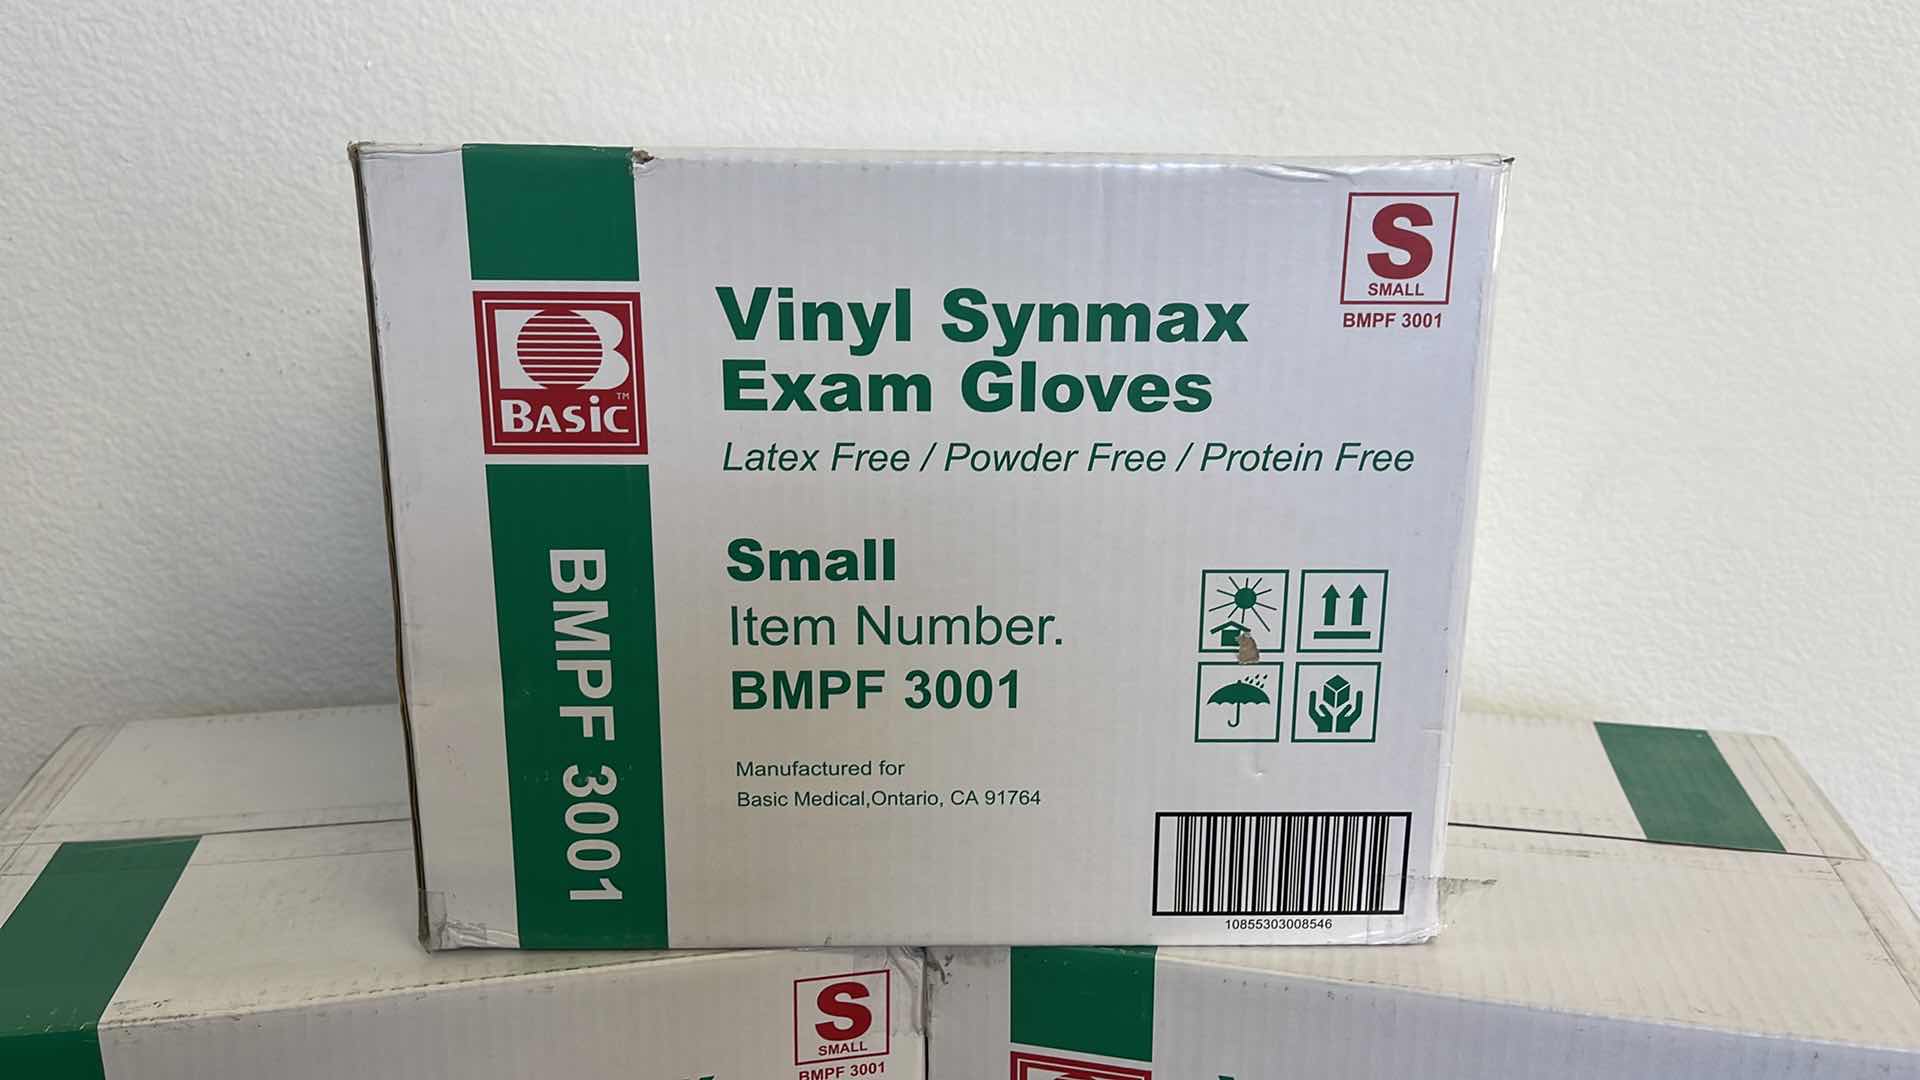 S
SMALL
BMPF 3001
BASiC™
Vinyl Synmax
Exam Gloves
Latex Free / Powder Free / Protein Free
BMPF 3001
Small
Item Number.
BMPF 3001
Manufactured for
Basic Medical,Ontario, CA 91764
10855303008546
S
SMALL
BMPF 3001